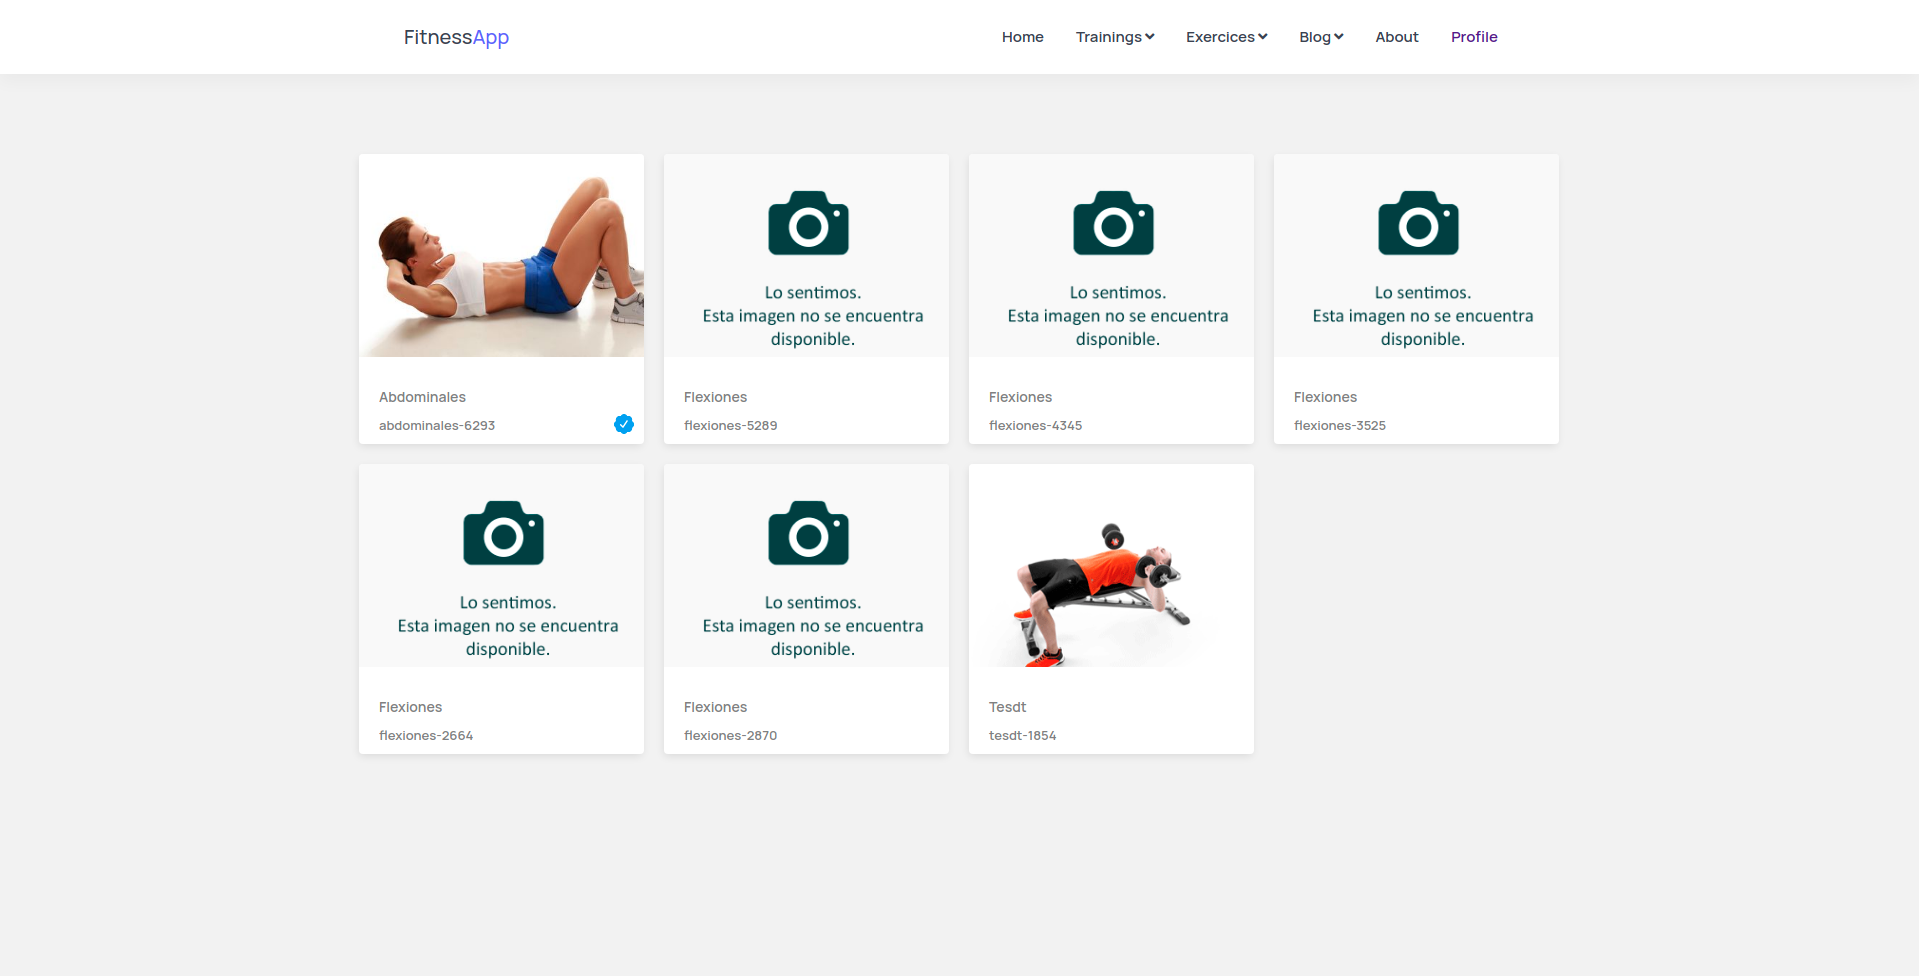 FitnessApp
Home Trainings Exercices Blog About Profile
Abdominales
abdominales-6293
Lo sentimos.
Esta imagen no se encuentra
disponible.
Flexiones
flexiones-5289
Lo sentimos.
Esta imagen no se encuentra
disponible.
Flexiones
flexiones-4345
Lo sentimos.
Esta imagen no se encuentra
disponible.
Flexiones
flexiones-3525
Lo sentimos.
Esta imagen no se encuentra
disponible.
Flexiones
flexiones-2664
Lo sentimos.
Esta imagen no se encuentra
disponible.
Flexiones
flexiones-2870
Tesdt
tesdt-1854